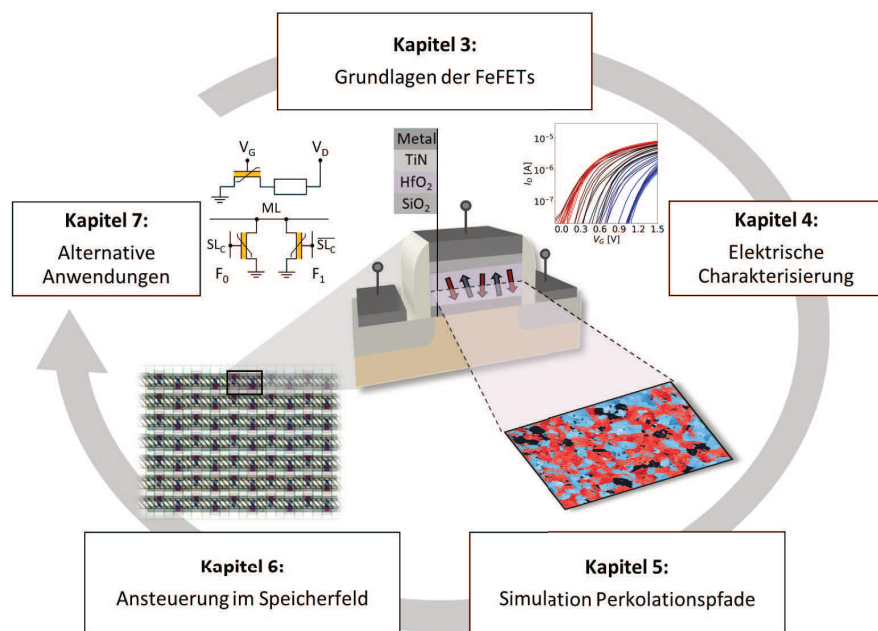 Kapitel 3:
Grundlagen der FeFETs
Metal
TiN
HfO₂
SiO₂
V_G
V_D
ML
SL_C
S̅L̅_C
F₀
F₁
10⁻⁵
10⁻⁶
10⁻⁷
I_D [A]
0.0 0.3 0.6 0.9 1.2 1.5
V_G [V]
Kapitel 4:
Elektrische
Charakterisierung
Kapitel 7:
Alternative
Anwendungen
Kapitel 6:
Ansteuerung im Speicherfeld
Kapitel 5:
Simulation Perkolationspfade